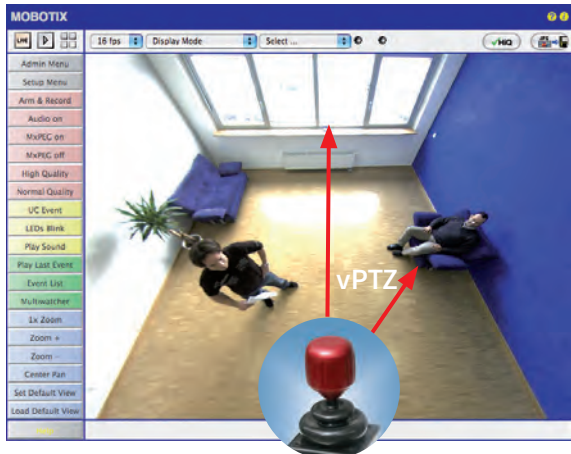 MOBOTIX
LIVE
16 fps
Display Mode
Select ...
HiQ
Admin Menu
Setup Menu
Arm & Record
Audio on
MxPEG on
MxPEG off
High Quality
Normal Quality
UC Event
LEDs Blink
Play Sound
Play Last Event
Event List
Multiwatcher
1x Zoom
Zoom +
Zoom -
Center Pan
Set Default View
Load Default View
vPTZ